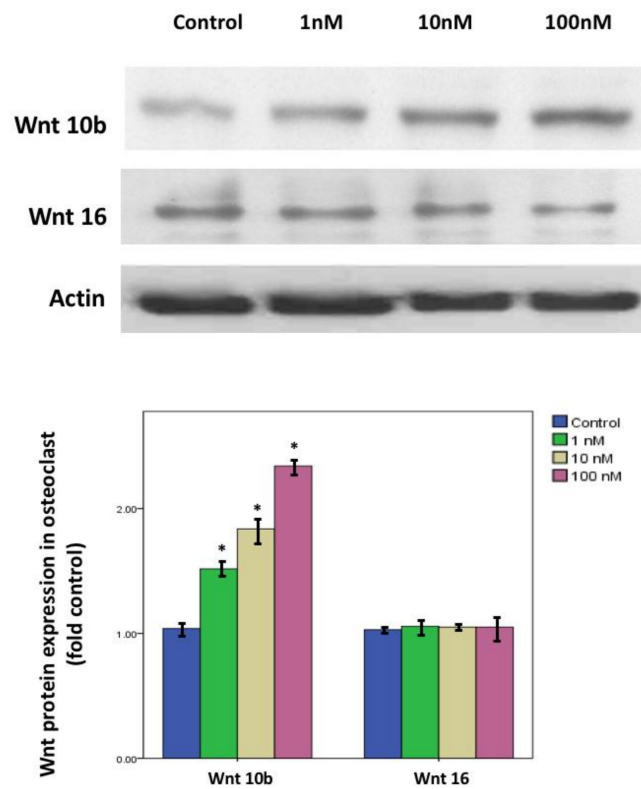 Control 1nM 10nM 100nM
Wnt 10b
Wnt 16
Actin
Wnt protein expression in osteoclast
(fold control)
2.00
1.00
0.00
*
*
*
Control
1 nM
10 nM
100 nM
Wnt 10b Wnt 16